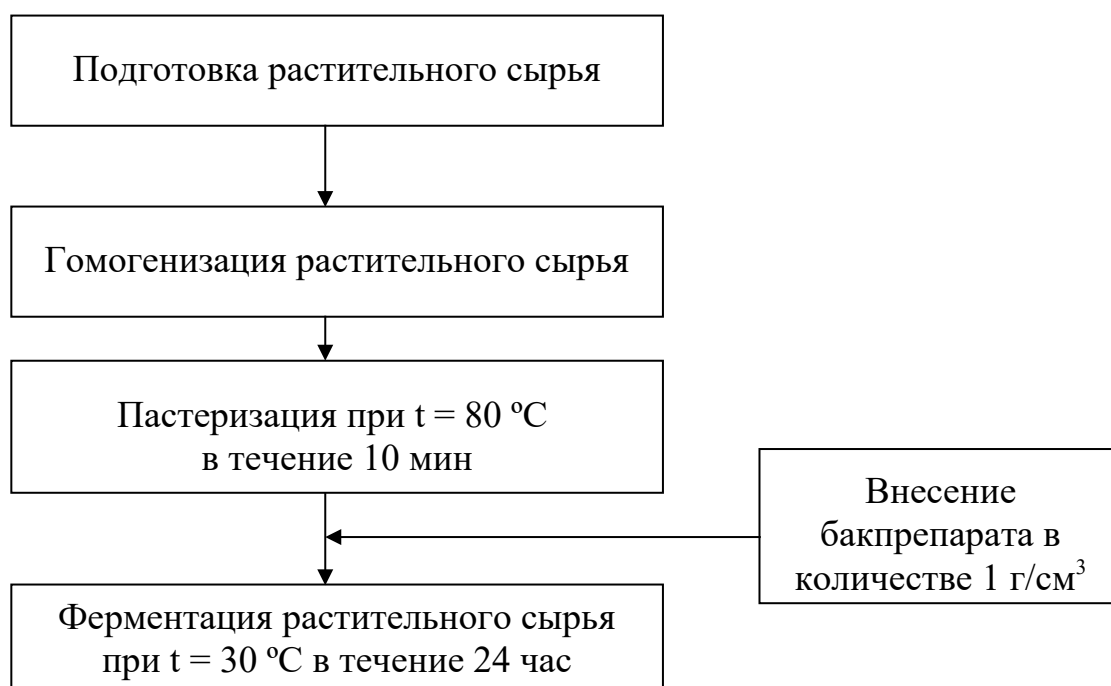 Подготовка растительного сырья
Гомогенизация растительного сырья
Пастеризация при t = 80 ºС
в течение 10 мин
Внесение
бакпрепарата в
количестве 1 г/см³
Ферментация растительного сырья
при t = 30 ºС в течение 24 час